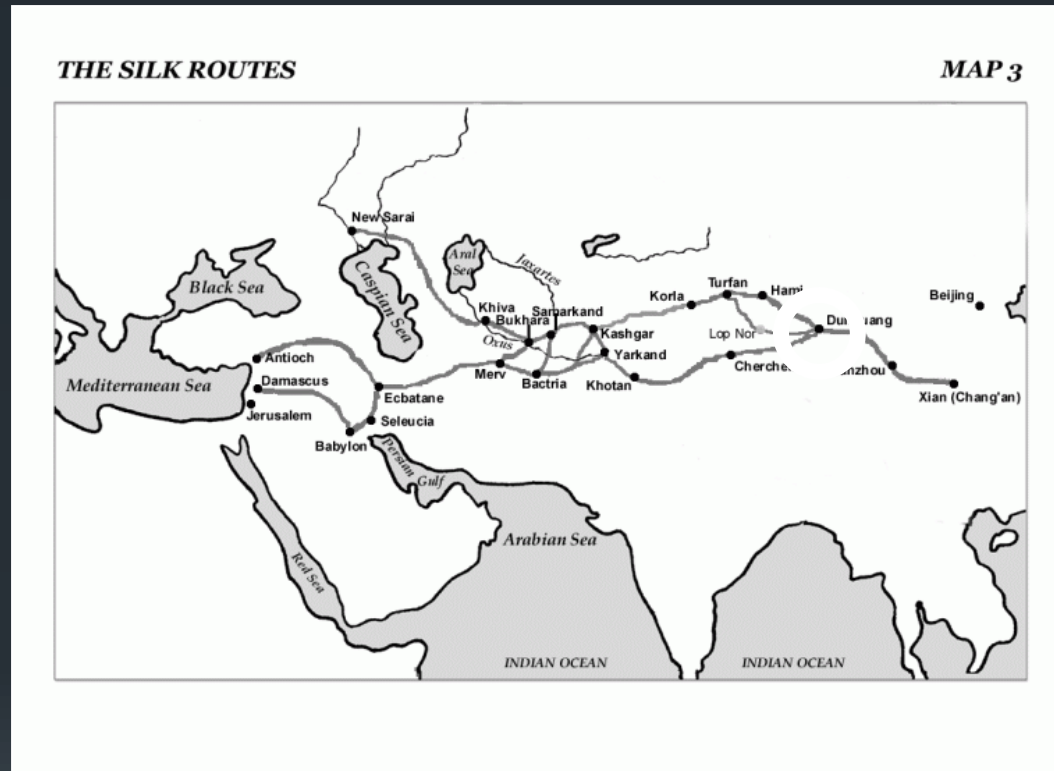 THE SILK ROUTES
MAP 3
New Sarai
Aral
Sea
Jaxartes
Black Sea
Caspian Sea
Turfan
Hami
Korla
Beijing
Khiva
Samarkand
Bukhara
Kashgar
Lop Nor
Oxus
Antioch
Yarkand
Merv
Bactria
Khotan
Mediterranean Sea
Damascus
Ecbatane
Xian (Chang'an)
Jerusalem
Seleucia
Babylon
Persian
Gulf
Arabian Sea
Red Sea
INDIAN OCEAN
INDIAN OCEAN